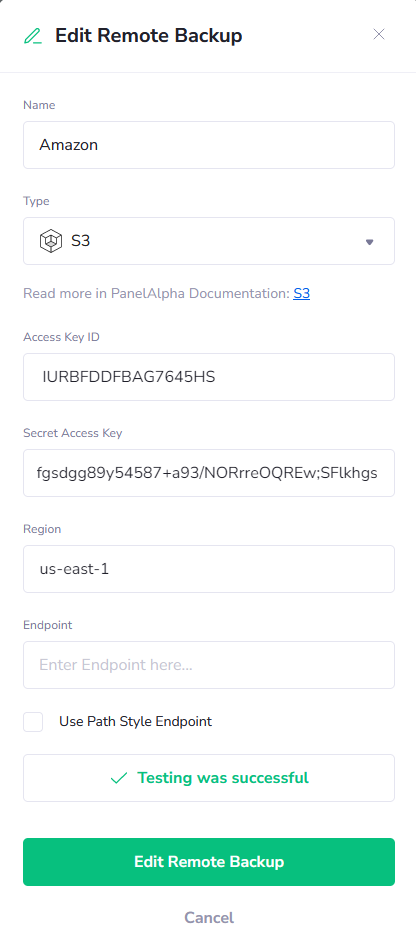 Edit Remote Backup
Name
Amazon
Type
S3
Read more in PanelAlpha Documentation: S3
Access Key ID
IURBFDDFBAG7645HS
Secret Access Key
fgsdgg89y54587+a93/NORrreOQREw;SFlkhgs
Region
us-east-1
Endpoint
Enter Endpoint here...
Use Path Style Endpoint
Testing was successful
Edit Remote Backup
Cancel